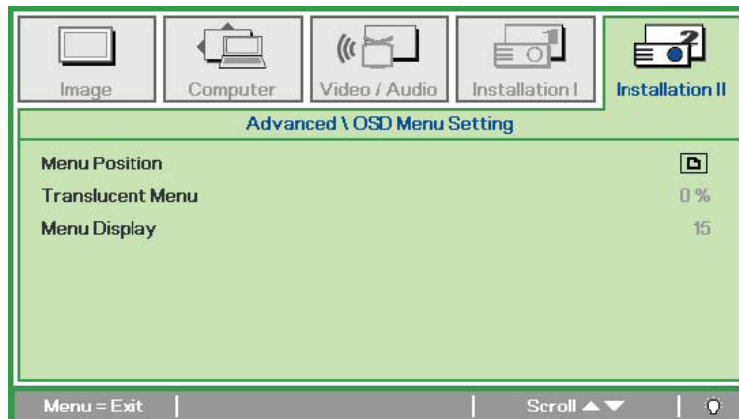 Image Computer Video / Audio Installation I Installation II
Advanced \ OSD Menu Setting
Menu Position
Translucent Menu 0 %
Menu Display 15
Menu = Exit Scroll ▲▼